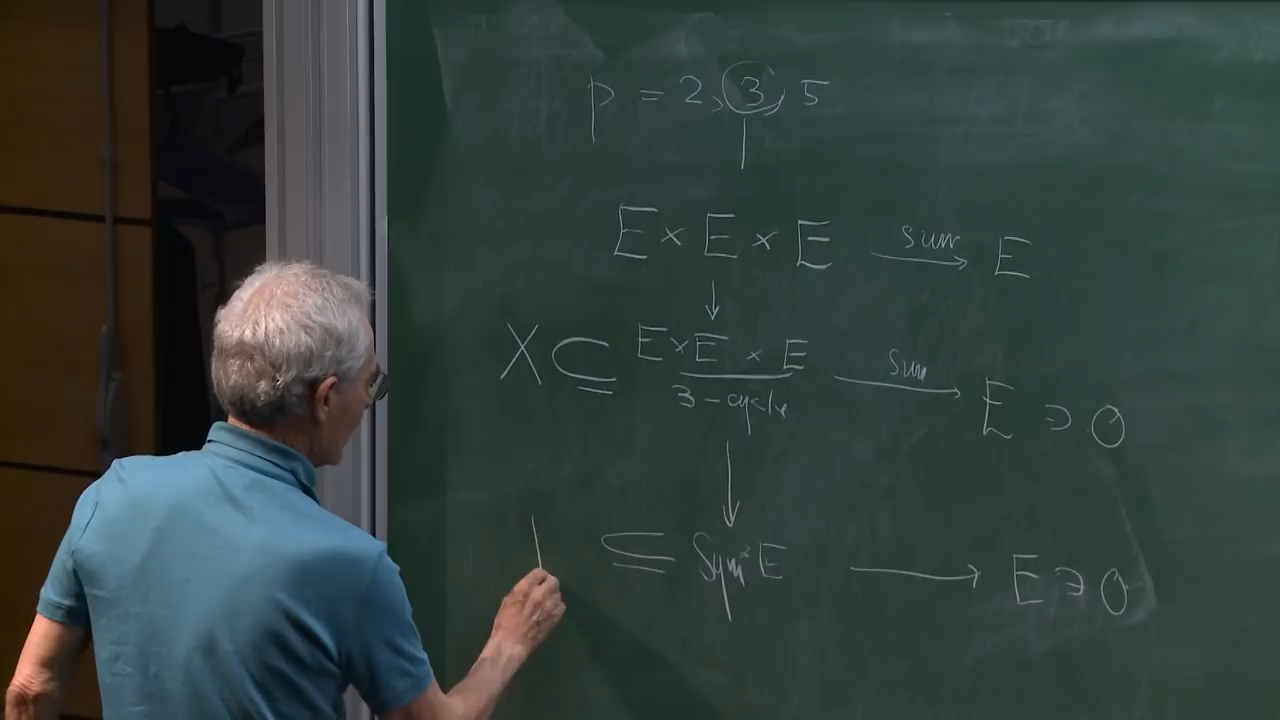 p = 2, 3, 5
E × E × E → sum E
X ⊆ E × E × E → sum E ∋ 0
3-cycle
⊆ Sym³ E → E ∋ 0